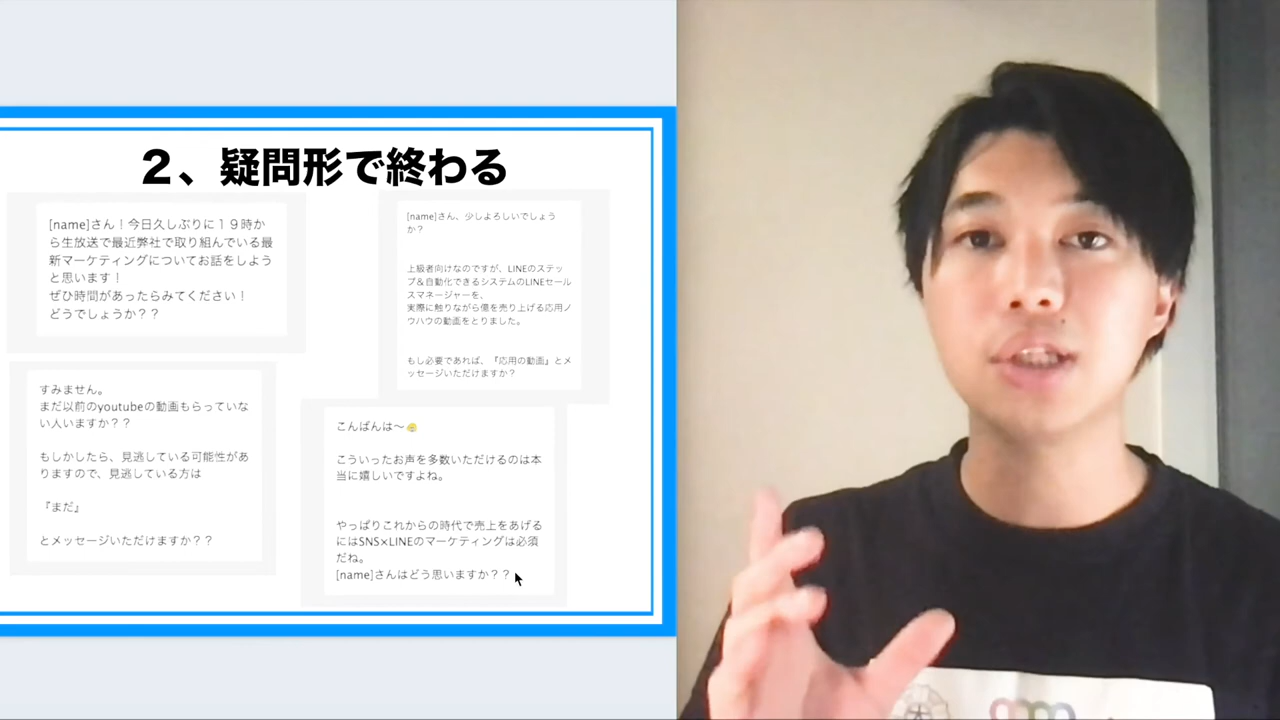 2、疑問形で終わる
[name]さん！今日久しぶりに１９時か
ら生放送で最近弊社で取り組んでいる最
新マーケティングについてお話をしよう
と思います！
ぜひ時間があったらみてください！
どうでしょうか？？
[name]さん、少しよろしいでしょう
か？
上級者向けなのですが、LINEのステッ
プ＆自動化できるシステムのLINEセール
スマネージャーを、
実際に触りながら億を売り上げる応用ノ
ウハウの動画をとりました。
もし必要であれば、「応用の動画」とメ
ッセージいただけますか？
すみません。
まだ以前のyoutubeの動画もらっていな
い人いますか？？
もしかしたら、見逃している可能性があ
りますので、見逃している方は
『まだ』
とメッセージいただけますか？？
こんばんは〜
こういったお声を多数いただけるのは本
当に嬉しいですよね。
やっぱりこれからの時代で売上をあげる
にはSNS×LINEのマーケティングは必須
だね。
[name]さんはどう思いますか？？